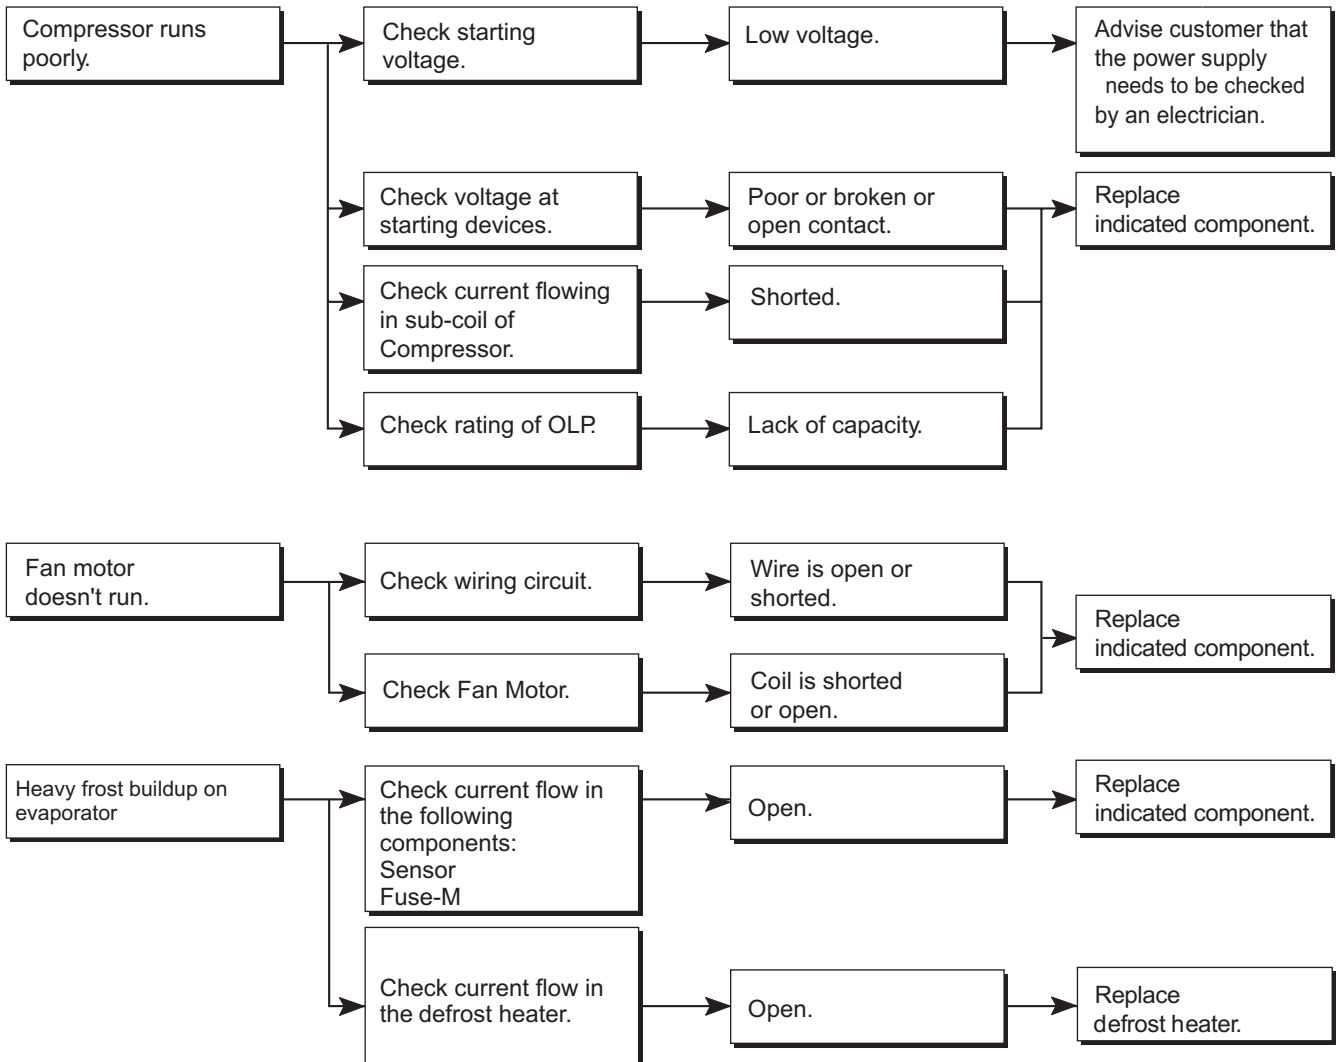 Compressor runs
poorly.
Check starting
voltage.
Low voltage.
Advise customer that
the power supply
needs to be checked
by an electrician.
Check voltage at
starting devices.
Poor or broken or
open contact.
Replace
indicated component.
Check current flowing
in sub-coil of
Compressor.
Shorted.
Check rating of OLP.
Lack of capacity.
Fan motor
doesn't run.
Check wiring circuit.
Wire is open or
shorted.
Replace
indicated component.
Check Fan Motor.
Coil is shorted
or open.
Heavy frost buildup on
evaporator
Check current flow in
the following
components:
Sensor
Fuse-M
Open.
Replace
indicated component.
Check current flow in
the defrost heater.
Open.
Replace
defrost heater.